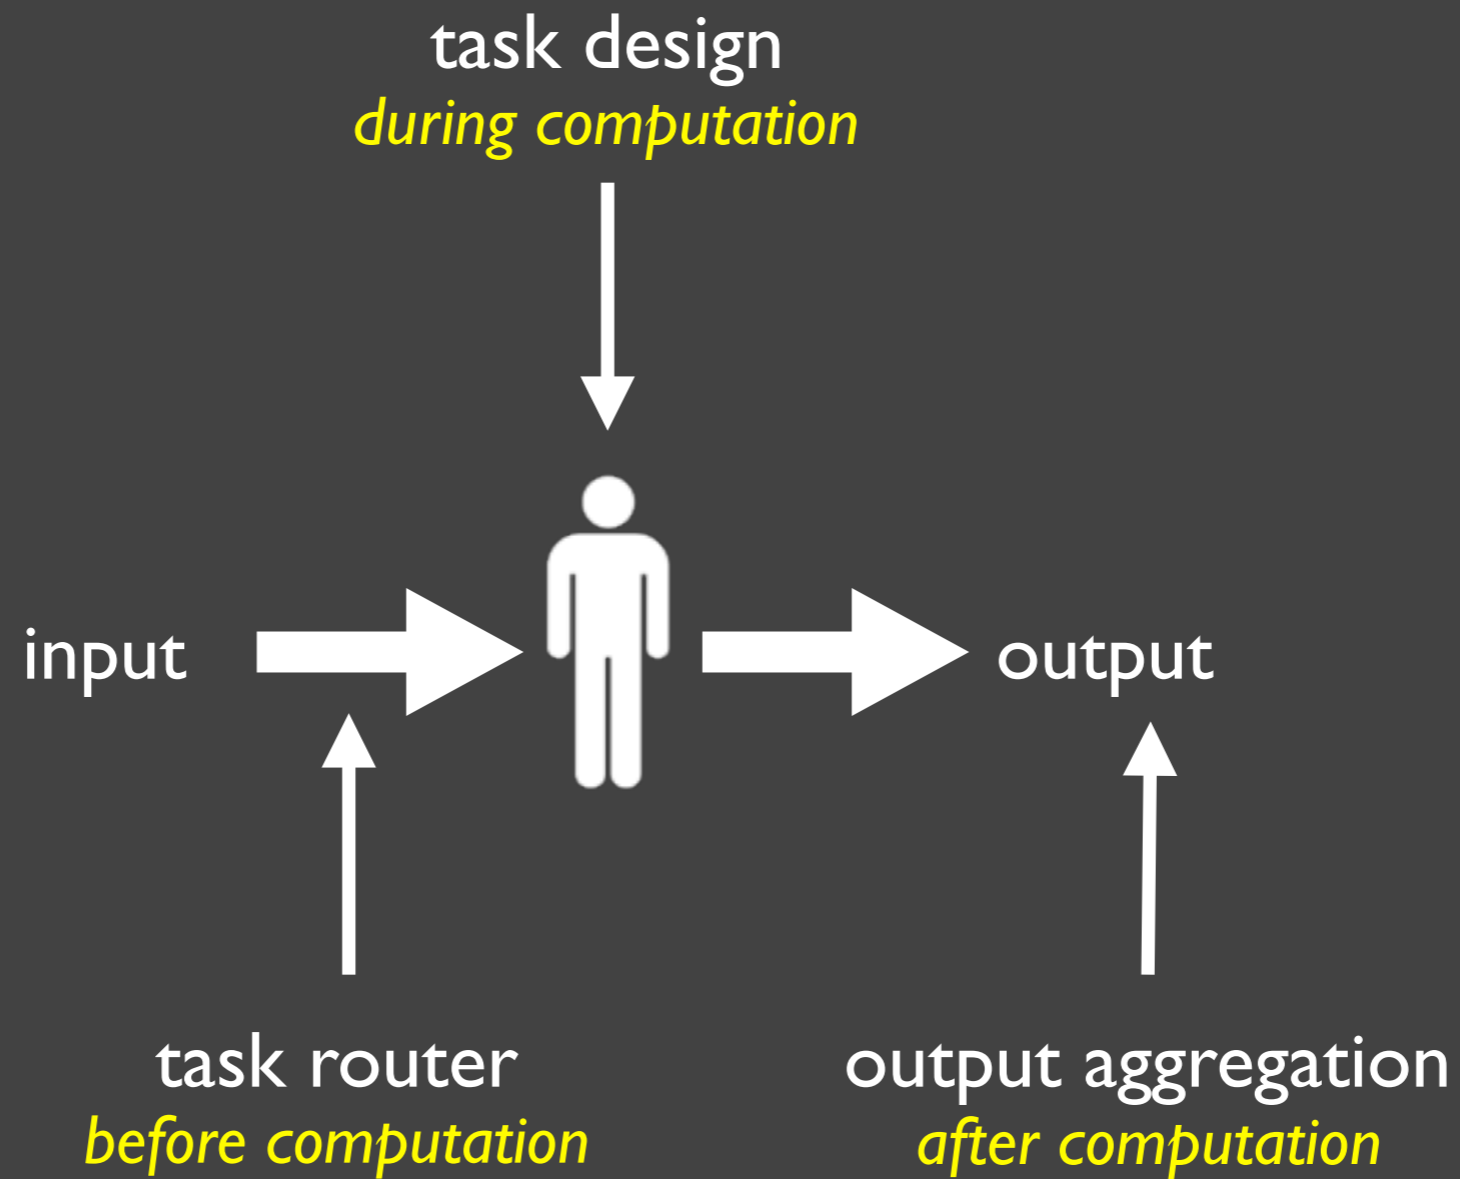 task design
during computation
input
output
task router
before computation
output aggregation
after computation